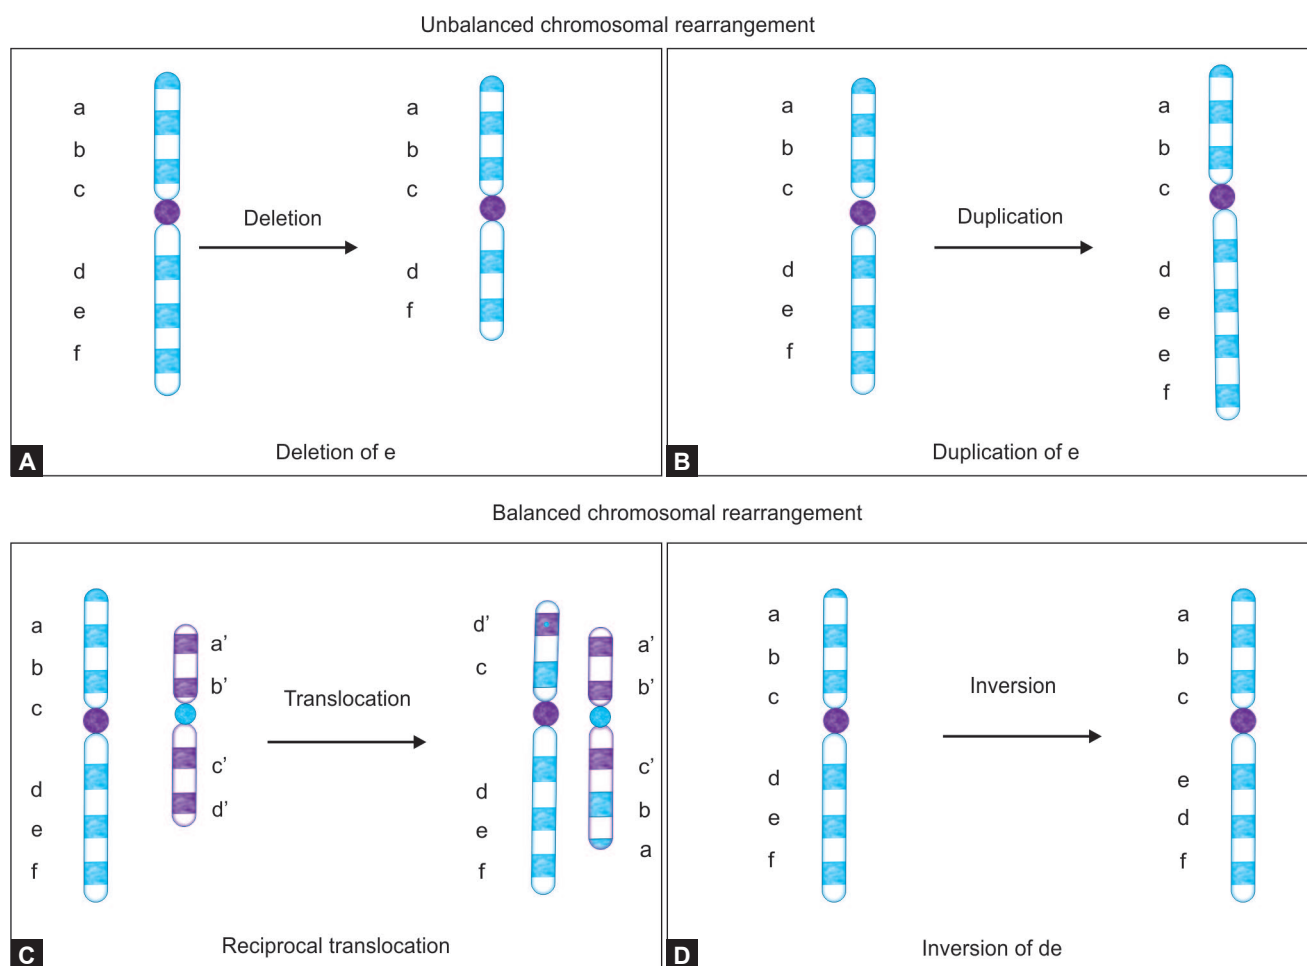 Unbalanced chromosomal rearrangement
a
b
c
d
e
f
Deletion
a
b
c
d
f
Deletion of e
A
a
b
c
d
e
f
Duplication
a
b
c
d
e
e
f
Duplication of e
B
Balanced chromosomal rearrangement
a
b
c
d
e
f
a’
b’
c’
d’
Translocation
d’
c
d
e
f
a’
b’
c’
b
a
Reciprocal translocation
C
a
b
c
d
e
f
Inversion
a
b
c
e
d
f
Inversion of de
D